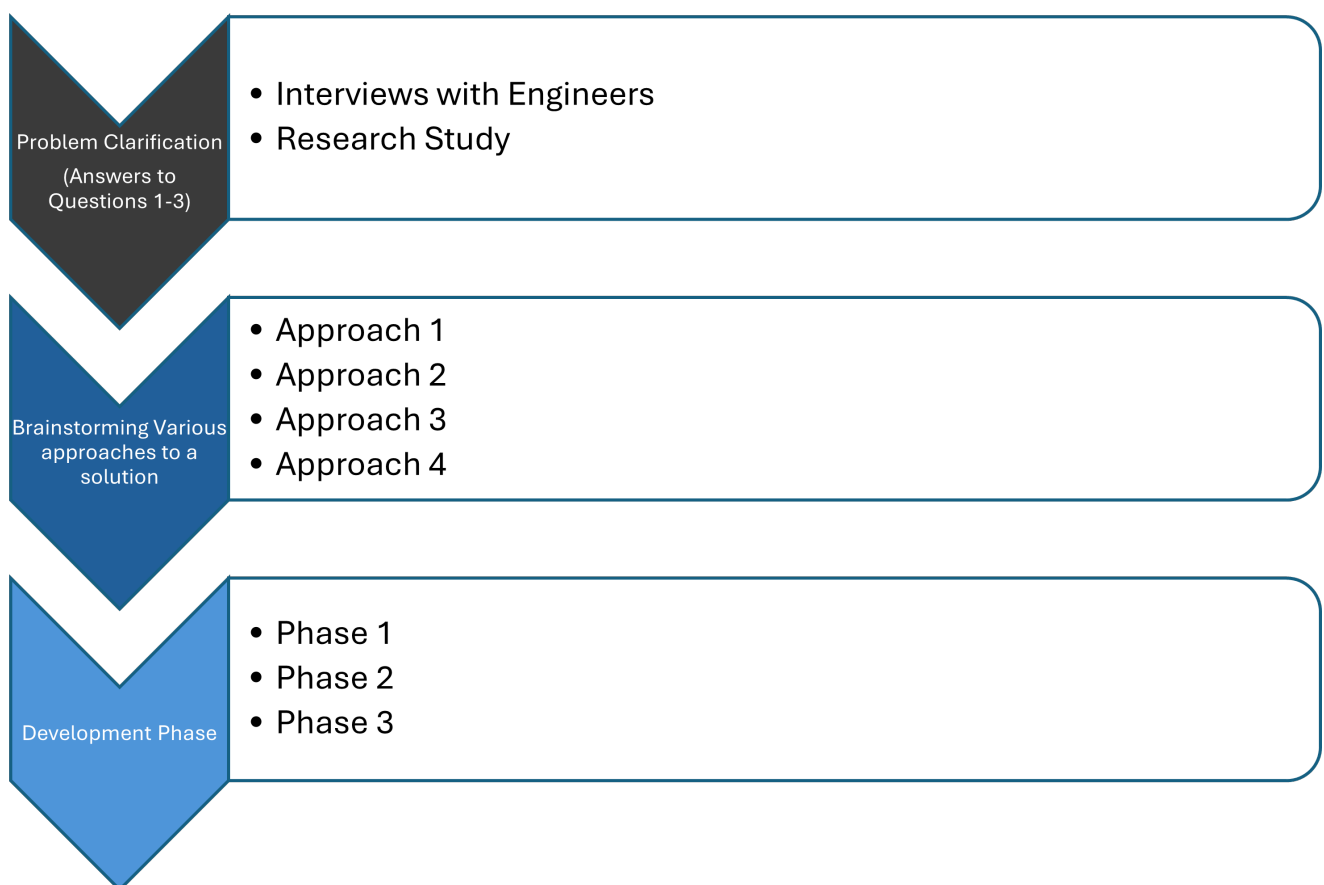 Problem Clarification
(Answers to
Questions 1-3)
• Interviews with Engineers
• Research Study
Brainstorming Various
approaches to a
solution
• Approach 1
• Approach 2
• Approach 3
• Approach 4
Development Phase
• Phase 1
• Phase 2
• Phase 3